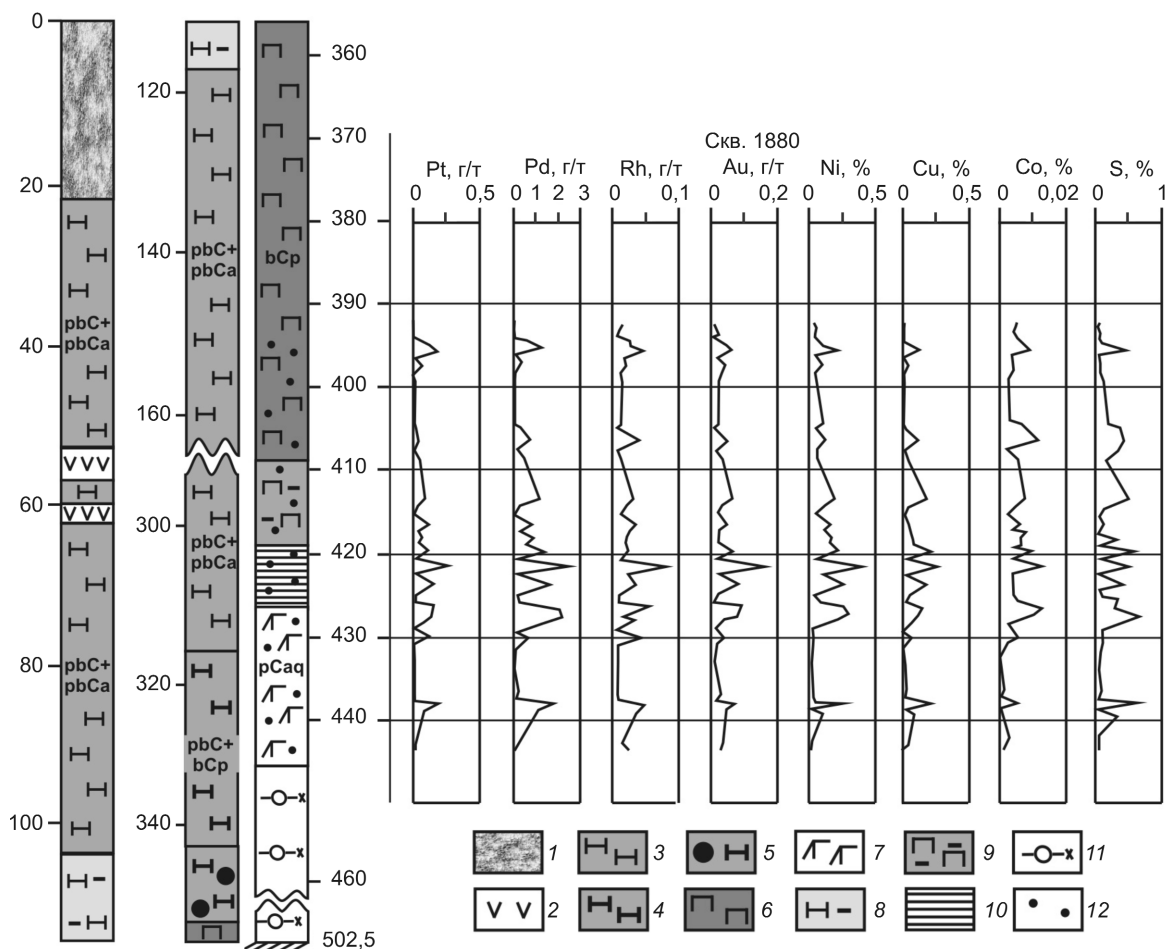 Скв. 1880
Pt, г/т Pd, г/т Rh, г/т Au, г/т Ni, % Cu, % Co, % S, %
0 0,5 0 1 2 3 0 0,1 0 0,2 0 0,5 0 0,5 0 0,02 0 1
0
20
pbC+
pbCa
40
60
80
pbC+
pbCa
100
120
140
pbC+
pbCa
160
300
pbC+
pbCa
320
pbC+
bCp
340
360
370
380
bCp
390
400
410
420
430
pCaq
440
460
502,5
1 3 5 7 9 11
2 4 6 8 10 12